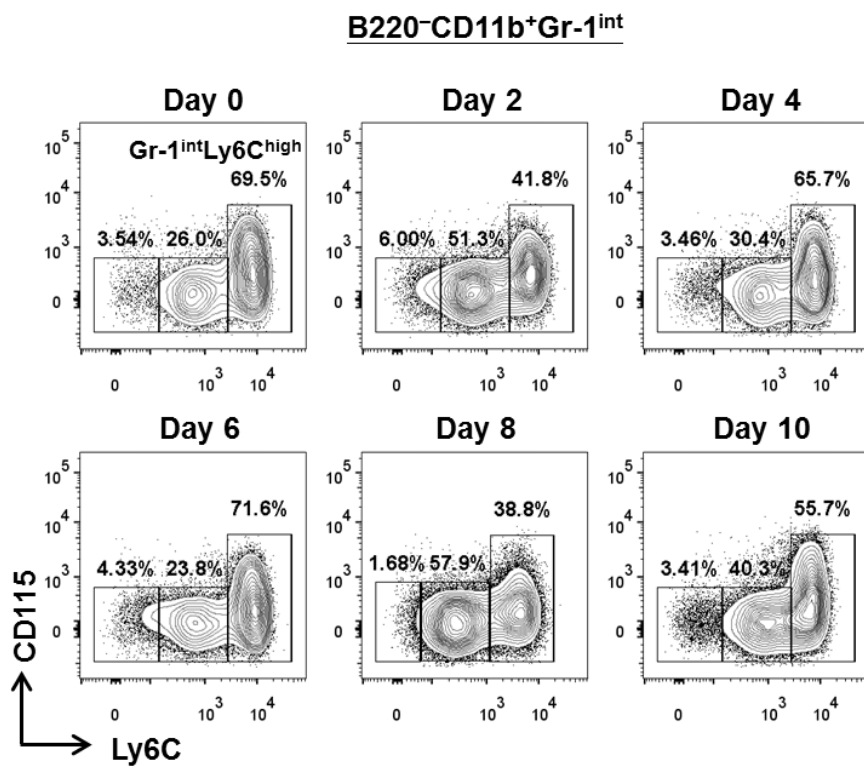 B220⁻CD11b⁺Gr-1ⁱⁿᵗ
Day 0 Day 2 Day 4
10⁵ 10⁵ 10⁵
Gr-1ⁱⁿᵗLy6Cʰⁱᵍʰ
10⁴ 10⁴ 10⁴
69.5% 41.8% 65.7%
3.54% 26.0% 6.00% 51.3% 3.46% 30.4%
10³ 10³ 10³
0 0 0
0 10³ 10⁴ 0 10³ 10⁴ 0 10³ 10⁴
Day 6 Day 8 Day 10
10⁵ 10⁵ 10⁵
71.6% 38.8% 55.7%
10⁴ 10⁴ 10⁴
4.33% 23.8% 1.68% 57.9% 3.41% 40.3%
10³ 10³ 10³
0 0 0
0 10³ 10⁴ 0 10³ 10⁴ 0 10³ 10⁴
CD115
Ly6C